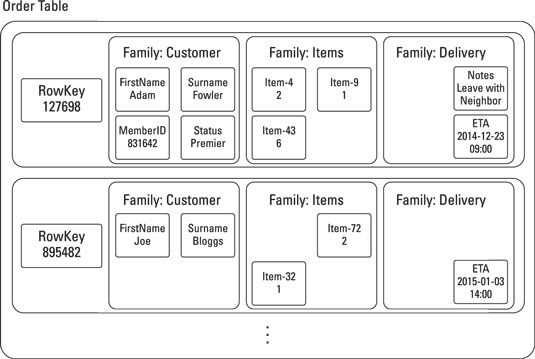 Order Table
RowKey
127698
Family: Customer
FirstName
Adam
Surname
Fowler
MemberID
831642
Status
Premier
Family: Items
Item-4
2
Item-9
1
Item-43
6
Family: Delivery
Notes
Leave with
Neighbor
ETA
2014-12-23
09:00
RowKey
895482
Family: Customer
FirstName
Joe
Surname
Bloggs
Family: Items
Item-72
2
Item-32
1
Family: Delivery
ETA
2015-01-03
14:00